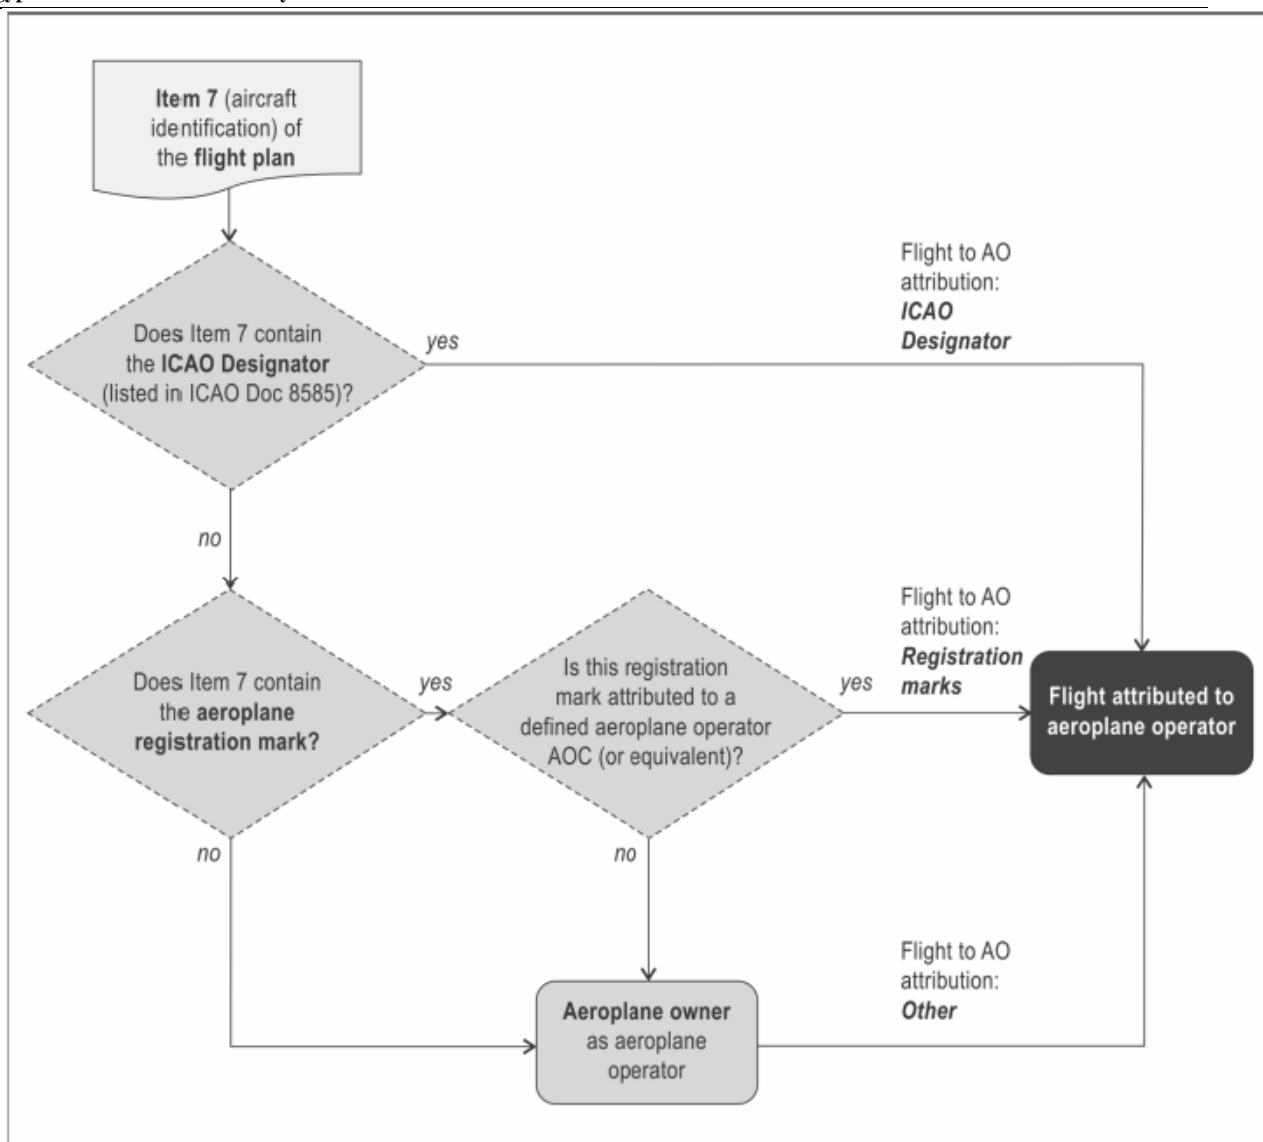 Item 7 (aircraft
identification) of
the flight plan
Does Item 7 contain
the ICAO Designator
(listed in ICAO Doc 8585)?
yes
Flight to AO
attribution:
ICAO
Designator
no
Does Item 7 contain
the aeroplane
registration mark?
yes
Is this registration
mark attributed to a
defined aeroplane operator
AOC (or equivalent)?
yes
Flight to AO
attribution:
Registration
marks
Flight attributed to
aeroplane operator
no
no
Aeroplane owner
as aeroplane
operator
Flight to AO
attribution:
Other